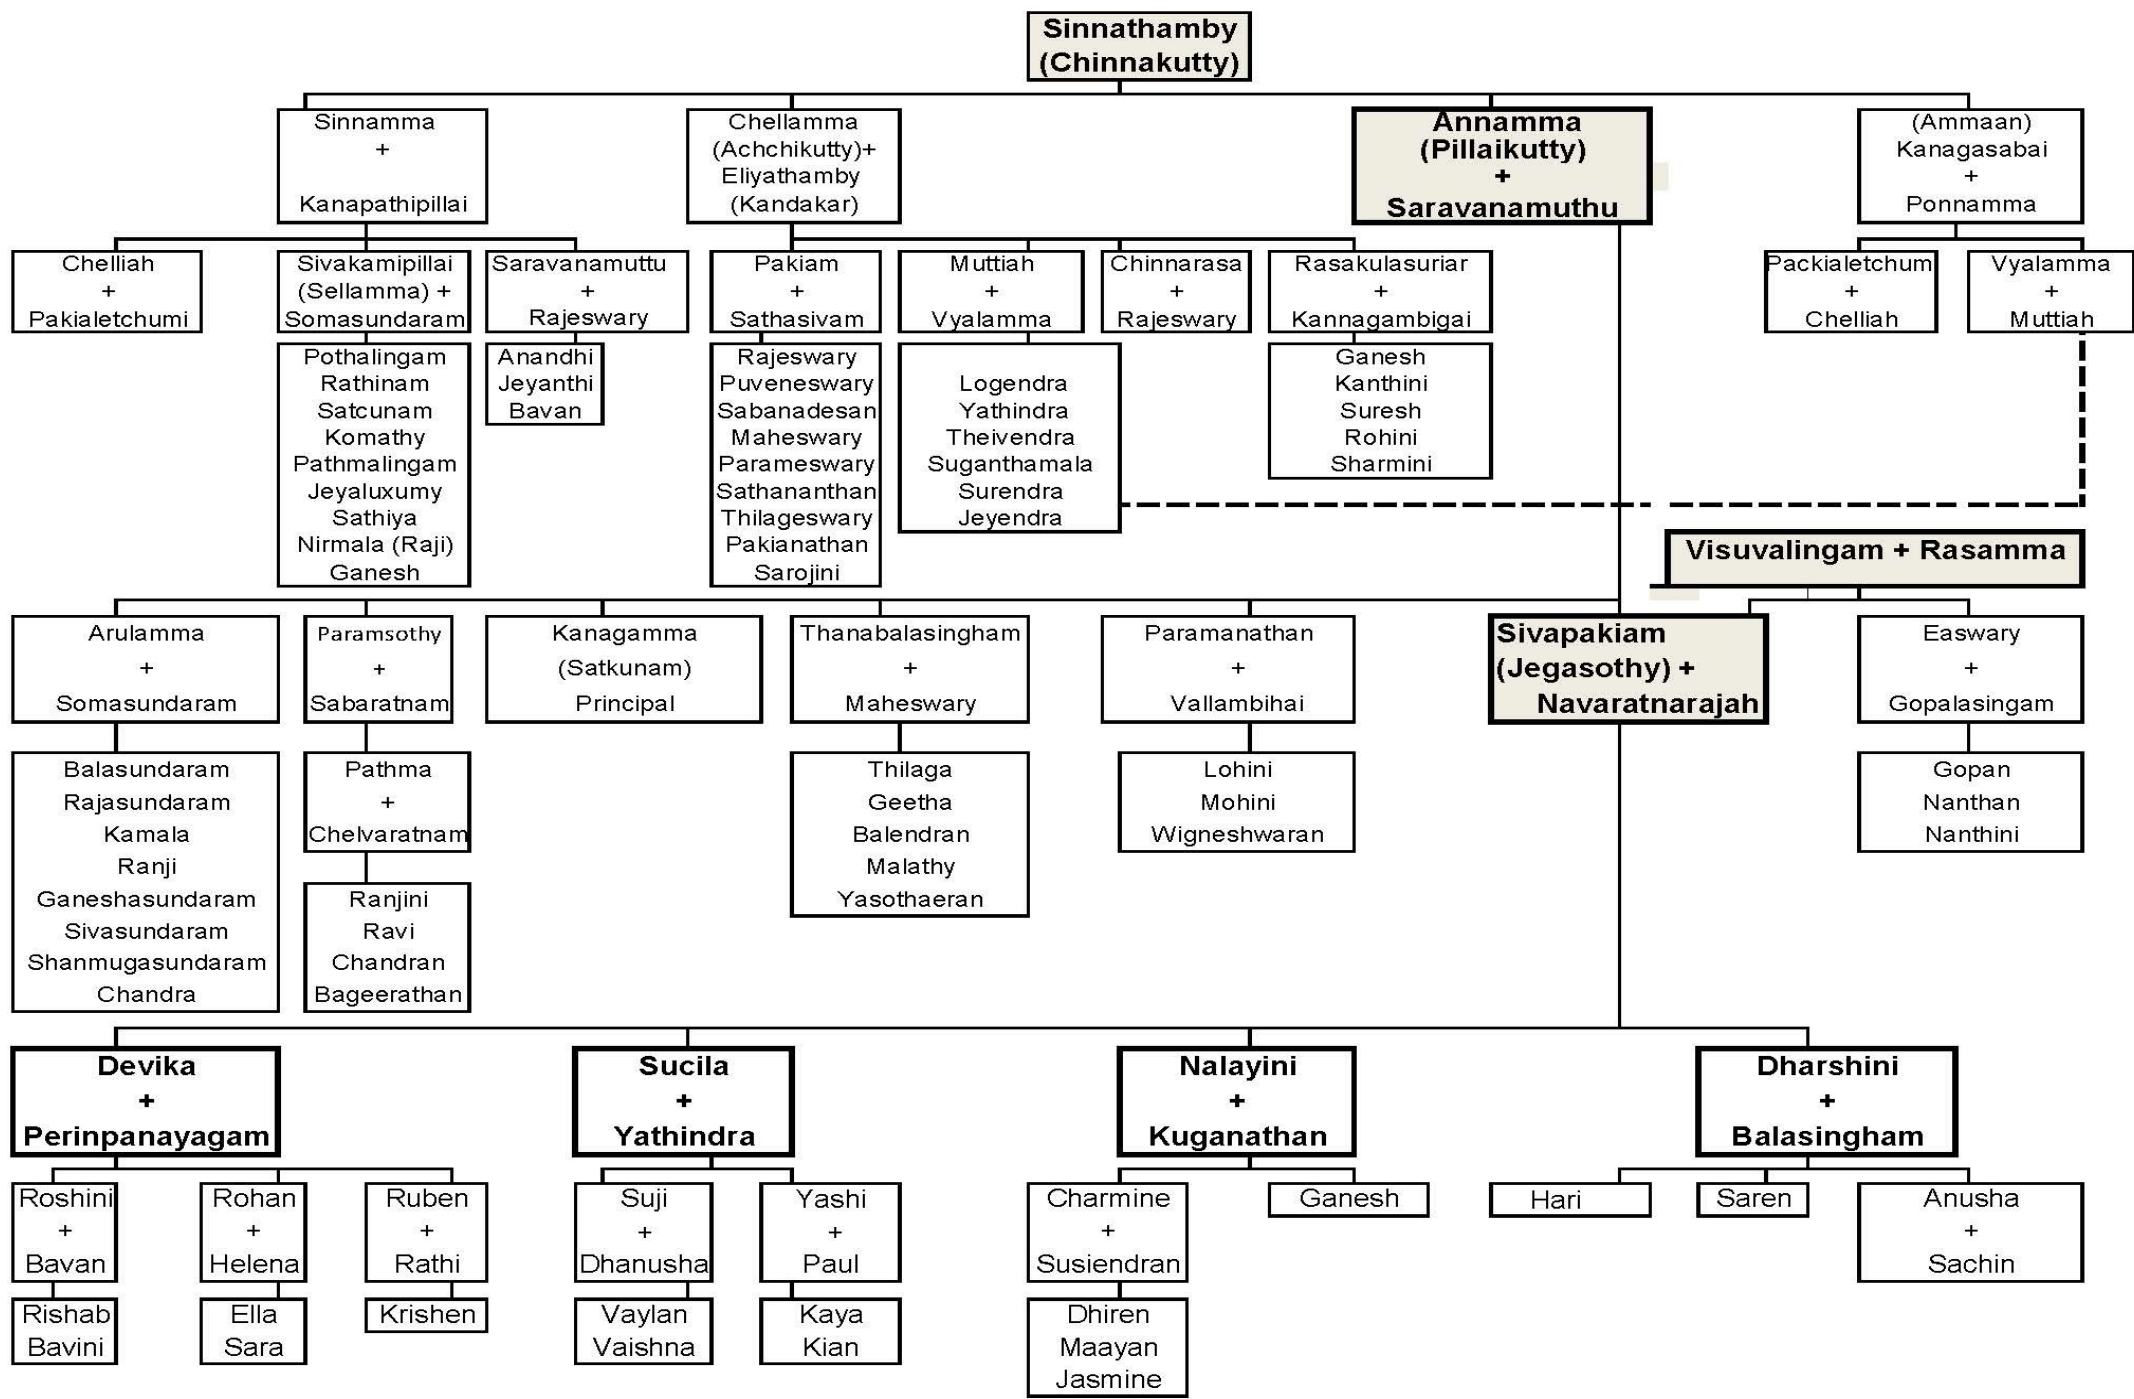 Sinnathamby
(Chinnakutty)
Sinnamma
+
Kanapathipillai
Chellamma
(Achchikutty)+
Eliyathamby
(Kandakar)
Annamma
(Pillaikutty)
+
Saravanamuthu
(Ammaan)
Kanagasabai
+
Ponnamma
Chelliah
+
Pakialetchumi
Sivakamipillai
(Sellamma) +
Somasundaram
Saravanamuttu
+
Rajeswary
Pakiam
+
Sathasivam
Muttiah
+
Vyalamma
Chinnarasa
+
Rajeswary
Rasakulasuriar
+
Kannagambigai
Packialetchum
+
Chelliah
Vyalamma
+
Muttiah
Pothalingam
Rathinam
Satcunam
Komathy
Pathmalingam
Jeyaluxumy
Sathiya
Nirmala (Raji)
Ganesh
Anandhi
Jeyanthi
Bavan
Rajeswary
Puveneswary
Sabanadesan
Maheswary
Parameswary
Sathananthan
Thilageswary
Pakianathan
Sarojini
Logendra
Yathindra
Theivendra
Suganthamala
Surendra
Jeyendra
Ganesh
Kanthini
Suresh
Rohini
Sharmini
Visuvalingam + Rasamma
Arulamma
+
Somasundaram
Paramsothy
+
Sabaratnam
Kanagamma
(Satkunam)
Principal
Thanabalasingham
+
Maheswary
Paramanathan
+
Vallambihai
Sivapakiam
(Jegasothy) +
Navaratnarajah
Easwary
+
Gopalasingam
Balasundaram
Rajasundaram
Kamala
Ranji
Ganeshasundaram
Sivasundaram
Shanmugasundaram
Chandra
Pathma
+
Chelvaratnam
Ranjini
Ravi
Chandran
Bageerathan
Thilaga
Geetha
Balendran
Malathy
Yasothaeran
Lohini
Mohini
Wigneshwaran
Gopan
Nanthan
Nanthini
Devika
+
Perinpanayagam
Sucila
+
Yathindra
Nalayini
+
Kuganathan
Dharshini
+
Balasingham
Roshini
+
Bavan
Rohan
+
Helena
Ruben
+
Rathi
Suji
+
Dhanusha
Yashi
+
Paul
Charmine
+
Susiendran
Ganesh
Hari
Saren
Anusha
+
Sachin
Rishab
Bavini
Ella
Sara
Krishen
Vaylan
Vaishna
Kaya
Kian
Dhiren
Maayan
Jasmine